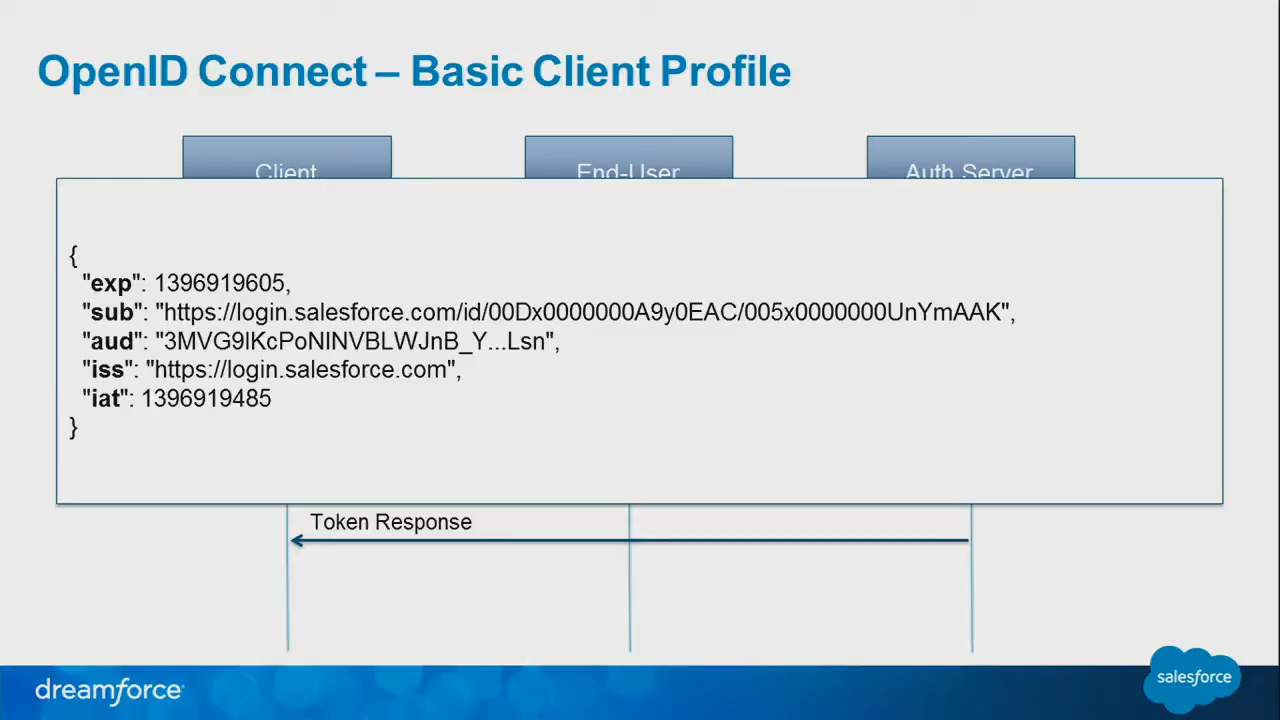 OpenID Connect – Basic Client Profile
Client
End-User
Auth Server
{
"exp": 1396919605,
"sub": "https://login.salesforce.com/id/00Dx0000000A9y0EAC/005x0000000UnYmAAK",
"aud": "3MVG9lKcPoNINVBLWJnB_Y...Lsn",
"iss": "https://login.salesforce.com",
"iat": 1396919485
}
Token Response
dreamforce
salesforce